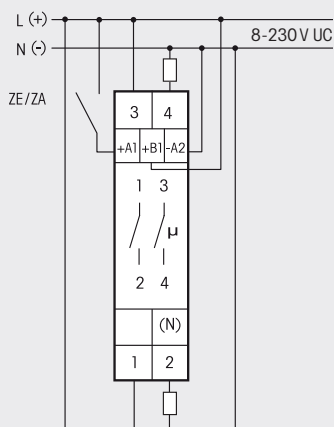 L (+)
8-230 V UC
N (-)
ZE/ZA
3 4
+A1 +B1 -A2
1 3
µ
2 4
(N)
1 2